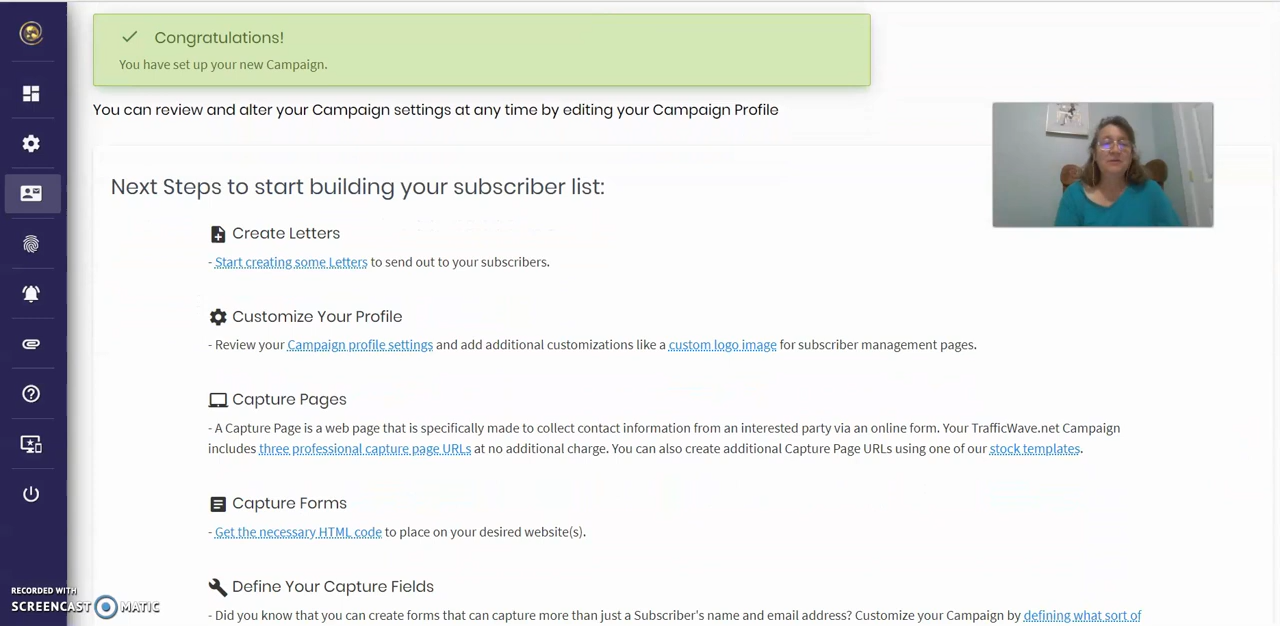 Congratulations!
You have set up your new Campaign.
You can review and alter your Campaign settings at any time by editing your Campaign Profile
Next Steps to start building your subscriber list:
Create Letters
- Start creating some Letters to send out to your subscribers.
Customize Your Profile
- Review your Campaign profile settings and add additional customizations like a custom logo image for subscriber management pages.
Capture Pages
- A Capture Page is a web page that is specifically made to collect contact information from an interested party via an online form. Your TrafficWave.net Campaign
includes three professional capture page URLs at no additional charge. You can also create additional Capture Page URLs using one of our stock templates.
Capture Forms
- Get the necessary HTML code to place on your desired website(s).
Define Your Capture Fields
- Did you know that you can create forms that can capture more than just a Subscriber's name and email address? Customize your Campaign by defining what sort of
RECORDED WITH
SCREENCAST MATIC